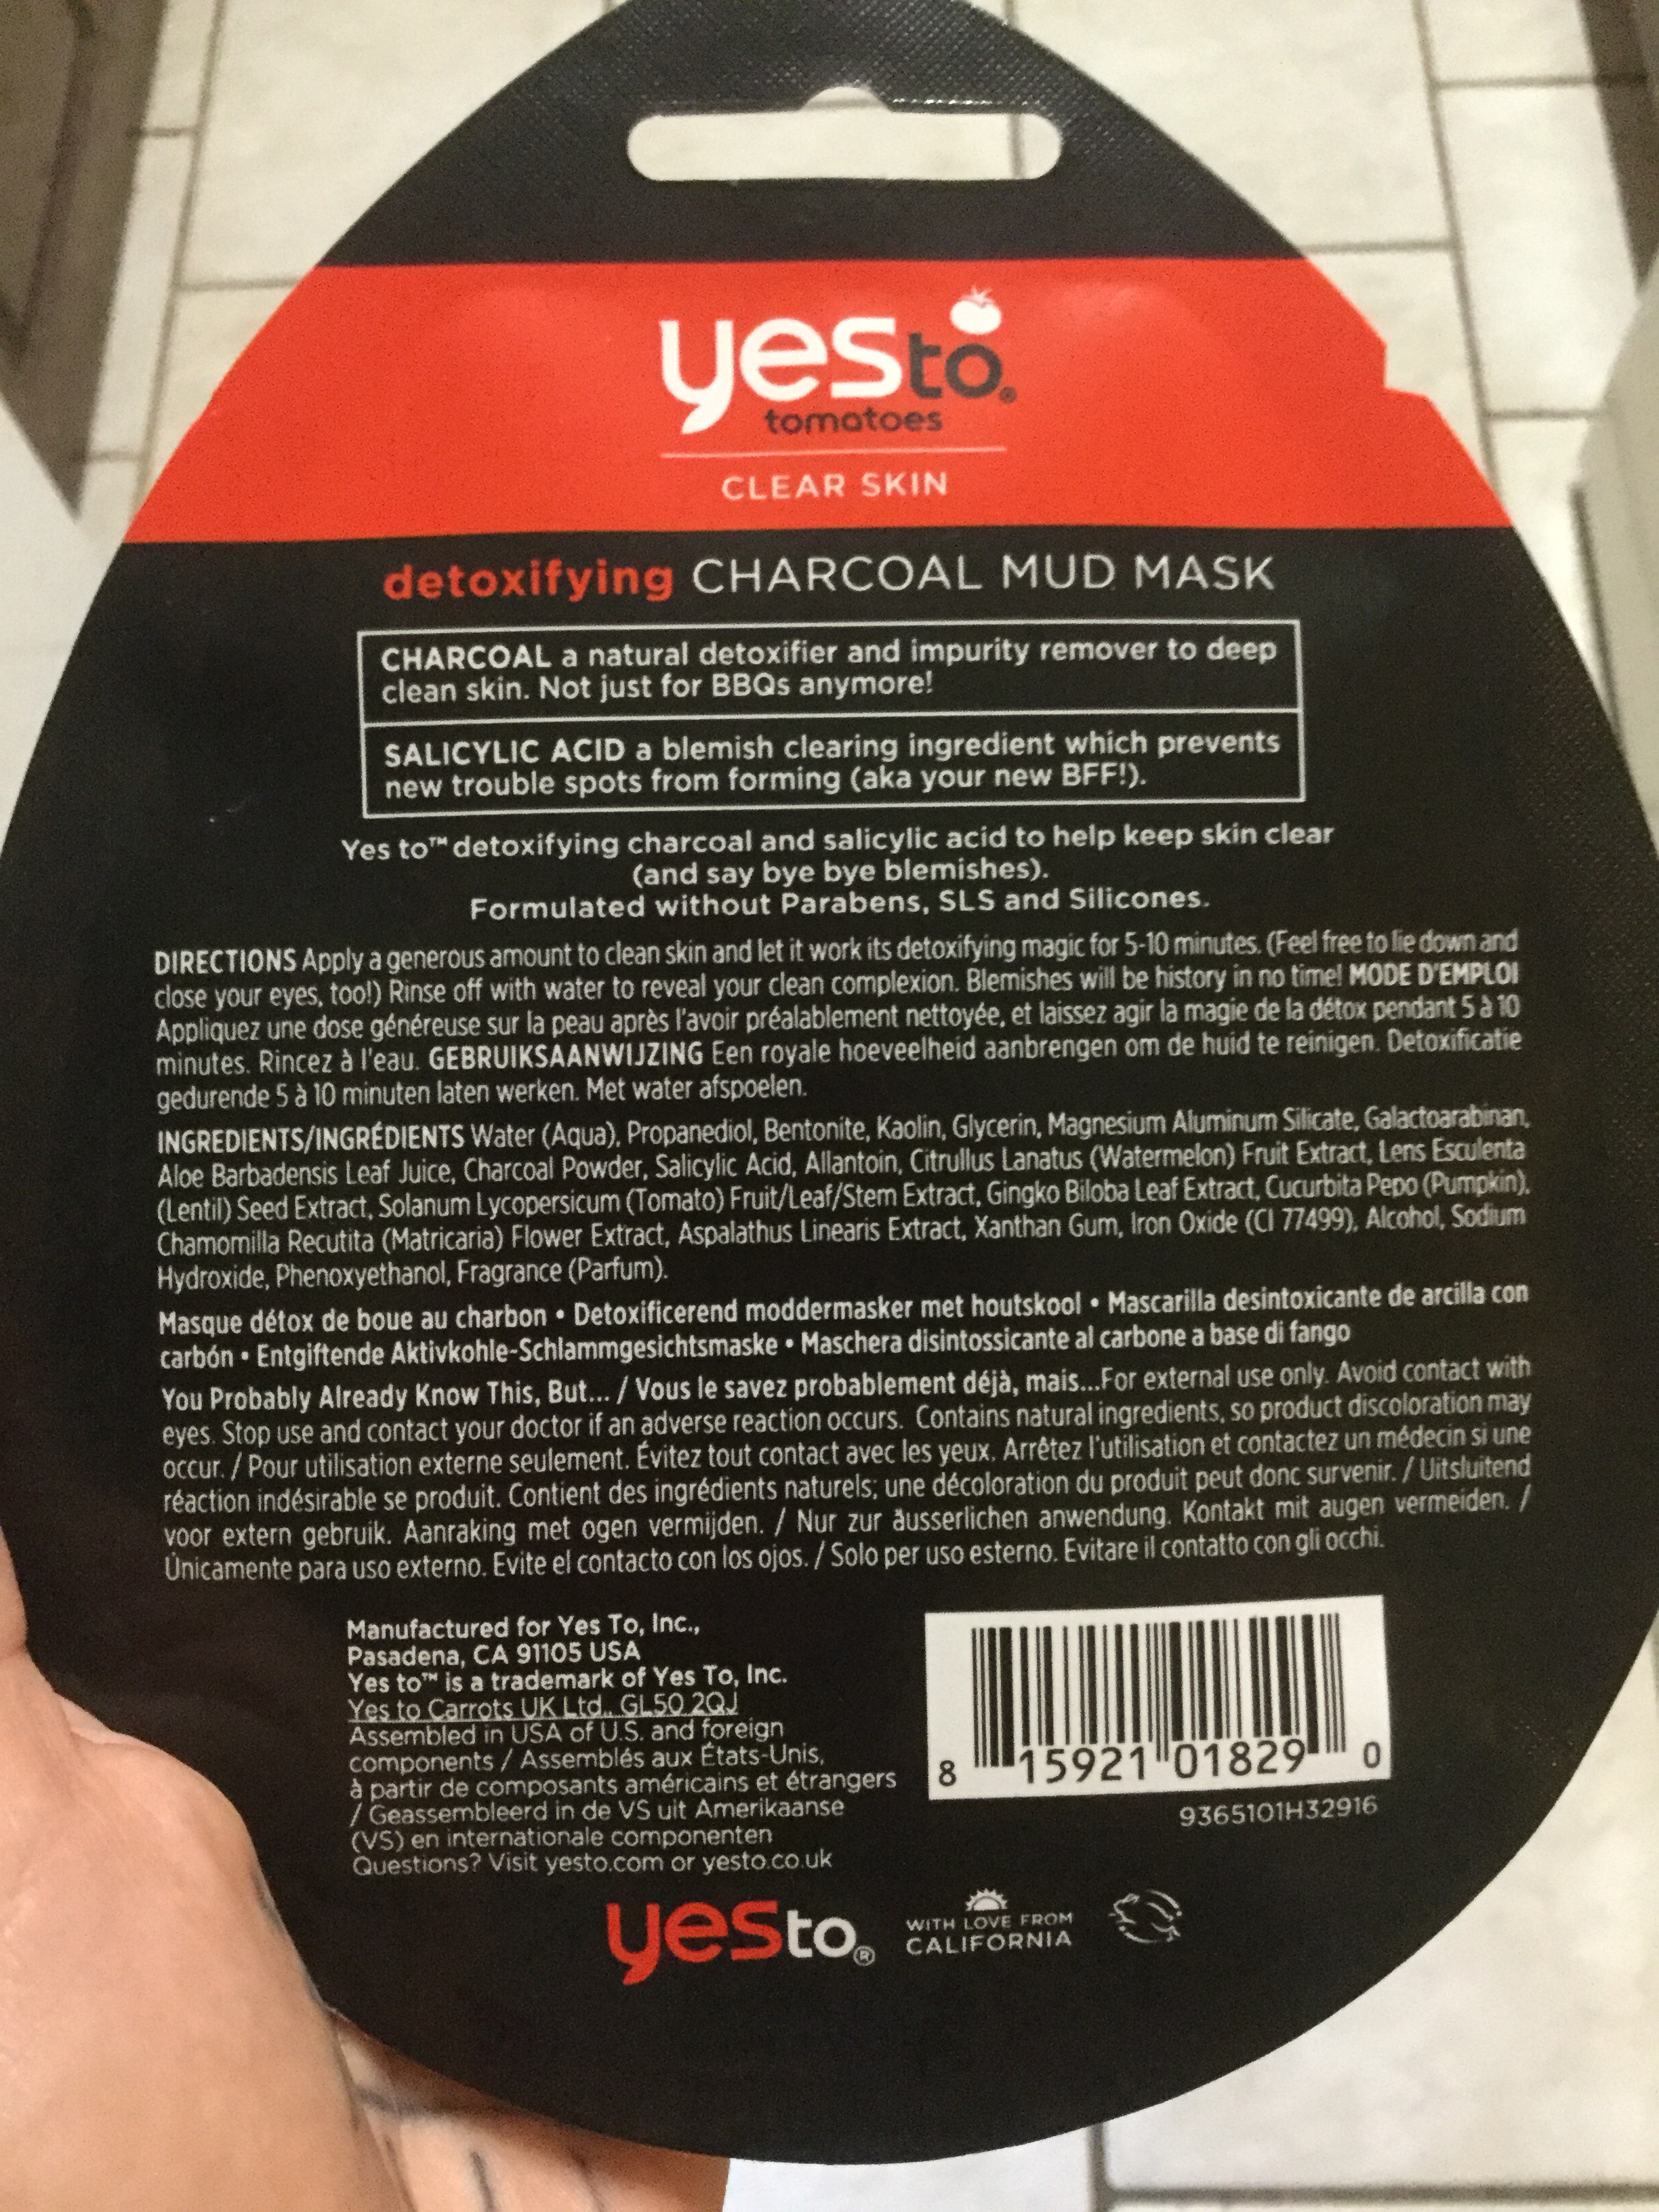 yesto®
tomatoes
CLEAR SKIN
detoxifying CHARCOAL MUD MASK
CHARCOAL a natural detoxifier and impurity remover to deep
clean skin. Not just for BBQs anymore!
SALICYLIC ACID a blemish clearing ingredient which prevents
new trouble spots from forming (aka your new BFF!).
Yes to™ detoxifying charcoal and salicylic acid to help keep skin clear
(and say bye bye blemishes).
Formulated without Parabens, SLS and Silicones.
DIRECTIONS Apply a generous amount to clean skin and let it work its detoxifying magic for 5-10 minutes. (Feel free to lie down and
close your eyes, too!) Rinse off with water to reveal your clean complexion. Blemishes will be history in no time! MODE D'EMPLOI
Appliquez une dose généreuse sur la peau après l'avoir préalablement nettoyée, et laissez agir la magie de la détox pendant 5 à 10
minutes. Rincez à l'eau. GEBRUIKSAANWIJZING Een royale hoeveelheid aanbrengen om de huid te reinigen. Detoxificatie
gedurende 5 à 10 minuten laten werken. Met water afspoelen.
INGREDIENTS/INGRÉDIENTS Water (Aqua), Propanediol, Bentonite, Kaolin, Glycerin, Magnesium Aluminum Silicate, Galactoarabinan,
Aloe Barbadensis Leaf Juice, Charcoal Powder, Salicylic Acid, Allantoin, Citrullus Lanatus (Watermelon) Fruit Extract, Lens Esculenta
(Lentil) Seed Extract, Solanum Lycopersicum (Tomato) Fruit/Leaf/Stem Extract, Gingko Biloba Leaf Extract, Cucurbita Pepo (Pumpkin),
Chamomilla Recutita (Matricaria) Flower Extract, Aspalathus Linearis Extract, Xanthan Gum, Iron Oxide (CI 77499), Alcohol, Sodium
Hydroxide, Phenoxyethanol, Fragrance (Parfum).
Masque détox de boue au charbon • Detoxificerend moddermasker met houtskool • Mascarilla desintoxicante de arcilla con
carbón • Entgiftende Aktivkohle-Schlammgesichtsmaske • Maschera disintossicante al carbone a base di fango
You Probably Already Know This, But... / Vous le savez probablement déjà, mais...For external use only. Avoid contact with
eyes. Stop use and contact your doctor if an adverse reaction occurs. Contains natural ingredients, so product discoloration may
occur. / Pour utilisation externe seulement. Évitez tout contact avec les yeux. Arrêtez l'utilisation et contactez un médecin si une
réaction indésirable se produit. Contient des ingrédients naturels; une décoloration du produit peut donc survenir. / Uitsluitend
voor extern gebruik. Aanraking met ogen vermijden. / Nur zur äusserlichen anwendung. Kontakt mit augen vermeiden. /
Únicamente para uso externo. Evite el contacto con los ojos. / Solo per uso esterno. Evitare il contatto con gli occhi.
Manufactured for Yes To, Inc.,
Pasadena, CA 91105 USA
Yes to™ is a trademark of Yes To, Inc.
Yes to Carrots UK Ltd., GL50 2QJ
Assembled in USA of U.S. and foreign
components / Assemblés aux États-Unis,
à partir de composants américains et étrangers
/ Geassembleerd in de VS uit Amerikaanse
(VS) en internationale componenten
Questions? Visit yesto.com or yesto.co.uk
8 15921 01829 0
9365101H32916
yesto®
WITH LOVE FROM
CALIFORNIA